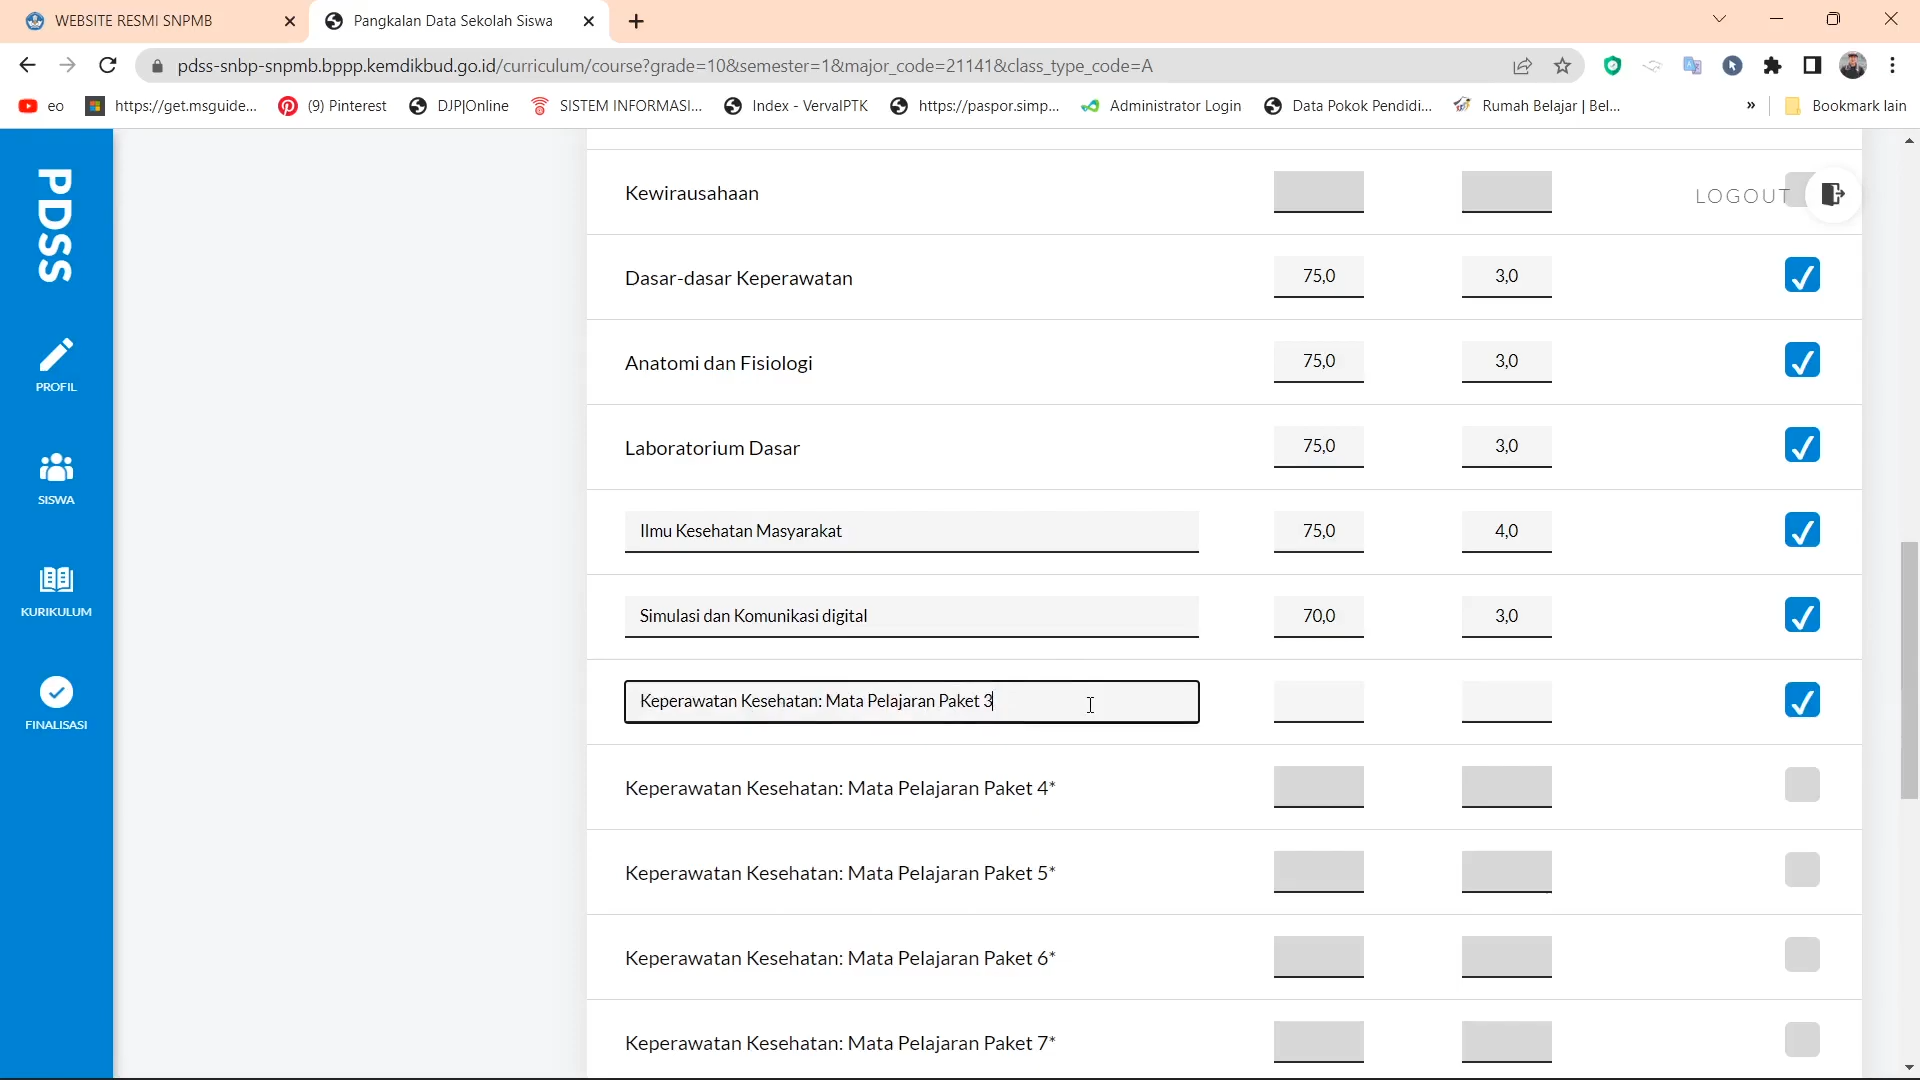 WEBSITE RESMI SNPMB
Pangkalan Data Sekolah Siswa
pdss-snbp-snpmb.bppp.kemdikbud.go.id/curriculum/course?grade=10&semester=1&major_code=21141&class_type_code=A
eo
https://get.msguide...
(9) Pinterest
DJP|Online
SISTEM INFORMASI...
Index - VervalPTK
https://paspor.simp...
Administrator Login
Data Pokok Pendidi...
Rumah Belajar | Bel...
»
Bookmark lain
PDSS
PROFIL
SISWA
KURIKULUM
FINALISASI
LOGOUT
Kewirausahaan
Dasar-dasar Keperawatan 75,0 3,0
Anatomi dan Fisiologi 75,0 3,0
Laboratorium Dasar 75,0 3,0
Ilmu Kesehatan Masyarakat 75,0 4,0
Simulasi dan Komunikasi digital 70,0 3,0
Keperawatan Kesehatan: Mata Pelajaran Paket 3
Keperawatan Kesehatan: Mata Pelajaran Paket 4*
Keperawatan Kesehatan: Mata Pelajaran Paket 5*
Keperawatan Kesehatan: Mata Pelajaran Paket 6*
Keperawatan Kesehatan: Mata Pelajaran Paket 7*